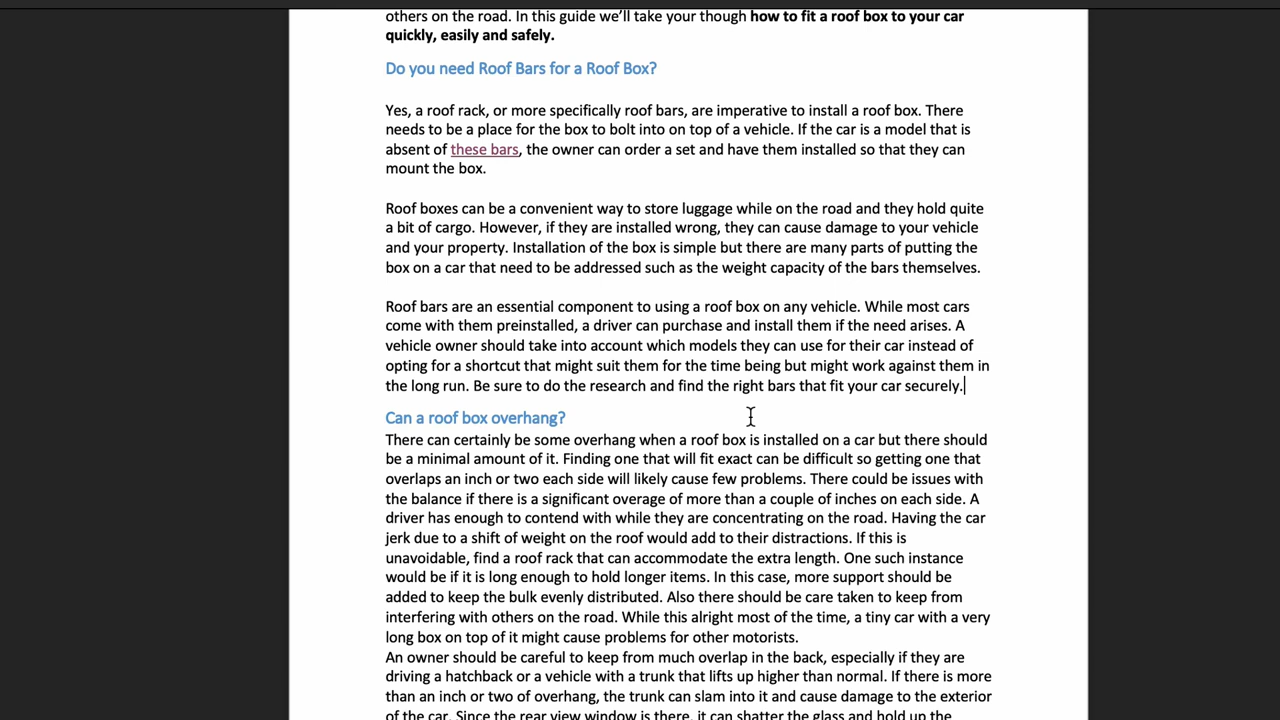 others on the road. In this guide we'll take your though how to fit a roof box to your car
quickly, easily and safely.
Do you need Roof Bars for a Roof Box?
Yes, a roof rack, or more specifically roof bars, are imperative to install a roof box. There
needs to be a place for the box to bolt into on top of a vehicle. If the car is a model that is
absent of these bars, the owner can order a set and have them installed so that they can
mount the box.
Roof boxes can be a convenient way to store luggage while on the road and they hold quite
a bit of cargo. However, if they are installed wrong, they can cause damage to your vehicle
and your property. Installation of the box is simple but there are many parts of putting the
box on a car that need to be addressed such as the weight capacity of the bars themselves.
Roof bars are an essential component to using a roof box on any vehicle. While most cars
come with them preinstalled, a driver can purchase and install them if the need arises. A
vehicle owner should take into account which models they can use for their car instead of
opting for a shortcut that might suit them for the time being but might work against them in
the long run. Be sure to do the research and find the right bars that fit your car securely.
Can a roof box overhang?
There can certainly be some overhang when a roof box is installed on a car but there should
be a minimal amount of it. Finding one that will fit exact can be difficult so getting one that
overlaps an inch or two each side will likely cause few problems. There could be issues with
the balance if there is a significant overage of more than a couple of inches on each side. A
driver has enough to contend with while they are concentrating on the road. Having the car
jerk due to a shift of weight on the roof would add to their distractions. If this is
unavoidable, find a roof rack that can accommodate the extra length. One such instance
would be if it is long enough to hold longer items. In this case, more support should be
added to keep the bulk evenly distributed. Also there should be care taken to keep from
interfering with others on the road. While this alright most of the time, a tiny car with a very
long box on top of it might cause problems for other motorists.
An owner should be careful to keep from much overlap in the back, especially if they are
driving a hatchback or a vehicle with a trunk that lifts up higher than normal. If there is more
than an inch or two of overhang, the trunk can slam into it and cause damage to the exterior
of the car. Since the rear view window is there, it can shatter the glass and hold up the